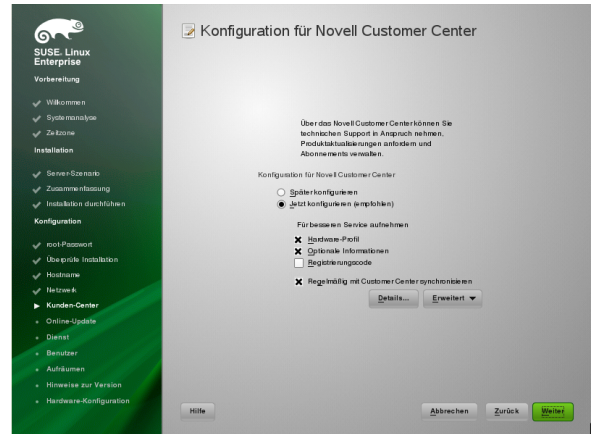 SUSE. Linux
Enterprise
Vorbereitung
Willkommen
Systemanalyse
Zeitzone
Installation
Server-Szenario
Zusammenfassung
Installation durchführen
Konfiguration
root-Passwort
Überprüfe Installation
Hostname
Netzwerk
Kunden-Center
Online-Update
Dienst
Benutzer
Aufräumen
Hinweise zur Version
Hardware-Konfiguration
Konfiguration für Novell Customer Center
Über das Novell Customer Center können Sie
technischen Support in Anspruch nehmen,
Produktaktualisierungen anfordern und
Abonnements verwalten.
Konfiguration für Novell Customer Center
Später konfigurieren
Jetzt konfigurieren (empfohlen)
Für besseren Service aufnehmen
Hardware-Profil
Optionale Informationen
Registrierungscode
Regelmäßig mit Customer Center synchronisieren
Details... Erweitert
Hilfe Abbrechen Zurück Weiter